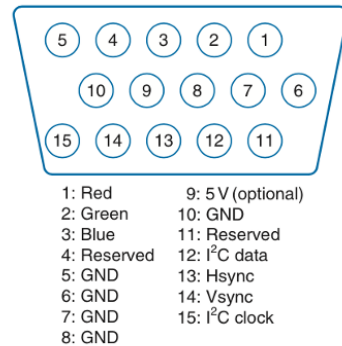 5 4 3 2 1
10 9 8 7 6
15 14 13 12 11
1: Red
2: Green
3: Blue
4: Reserved
5: GND
6: GND
7: GND
8: GND
9: 5 V (optional)
10: GND
11: Reserved
12: I²C data
13: Hsync
14: Vsync
15: I²C clock